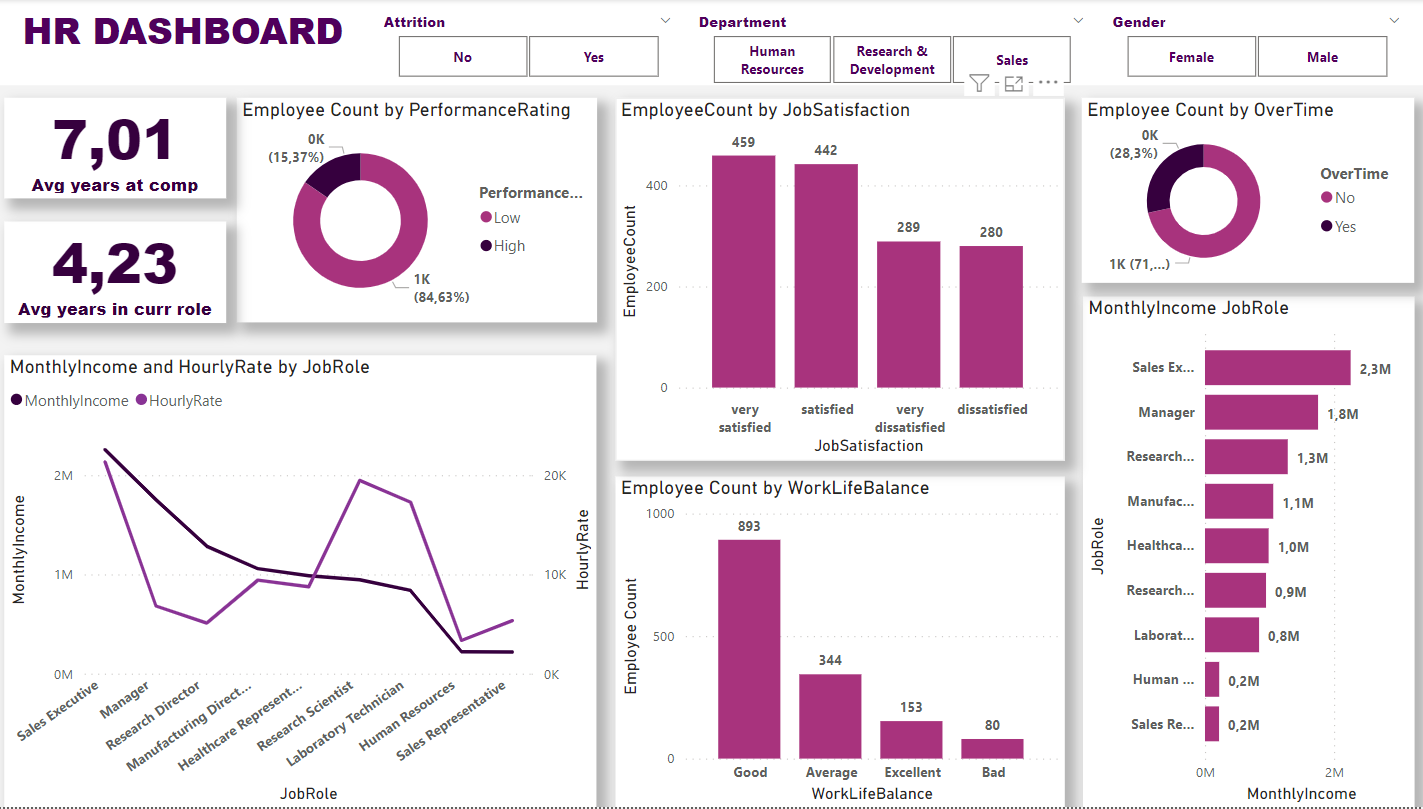 HR DASHBOARD
Attrition
No
Yes
Department
Human
Resources
Research &
Development
Sales
Gender
Female
Male
7,01
Avg years at comp
4,23
Avg years in curr role
Employee Count by PerformanceRating
0K
(15,37%)
1K
(84,63%)
Performance...
Low
High
EmployeeCount by JobSatisfaction
EmployeeCount
400
200
0
459
442
289
280
very
satisfied
satisfied
very
dissatisfied
dissatisfied
JobSatisfaction
Employee Count by OverTime
0K
(28,3%)
1K (71,...)
OverTime
No
Yes
MonthlyIncome and HourlyRate by JobRole
MonthlyIncome
HourlyRate
MonthlyIncome
2M
1M
0M
20K
10K
0K
HourlyRate
Sales Executive
Manager
Research Director
Manufacturing Direct...
Healthcare Represent...
Research Scientist
Laboratory Technician
Human Resources
Sales Representative
JobRole
Employee Count by WorkLifeBalance
Employee Count
1000
500
0
893
344
153
80
Good
Average
Excellent
Bad
WorkLifeBalance
MonthlyIncome JobRole
JobRole
Sales Ex... 2,3M
Manager 1,8M
Research... 1,3M
Manufac... 1,1M
Healthca... 1,0M
Research... 0,9M
Laborat... 0,8M
Human ... 0,2M
Sales Re... 0,2M
0M
2M
MonthlyIncome